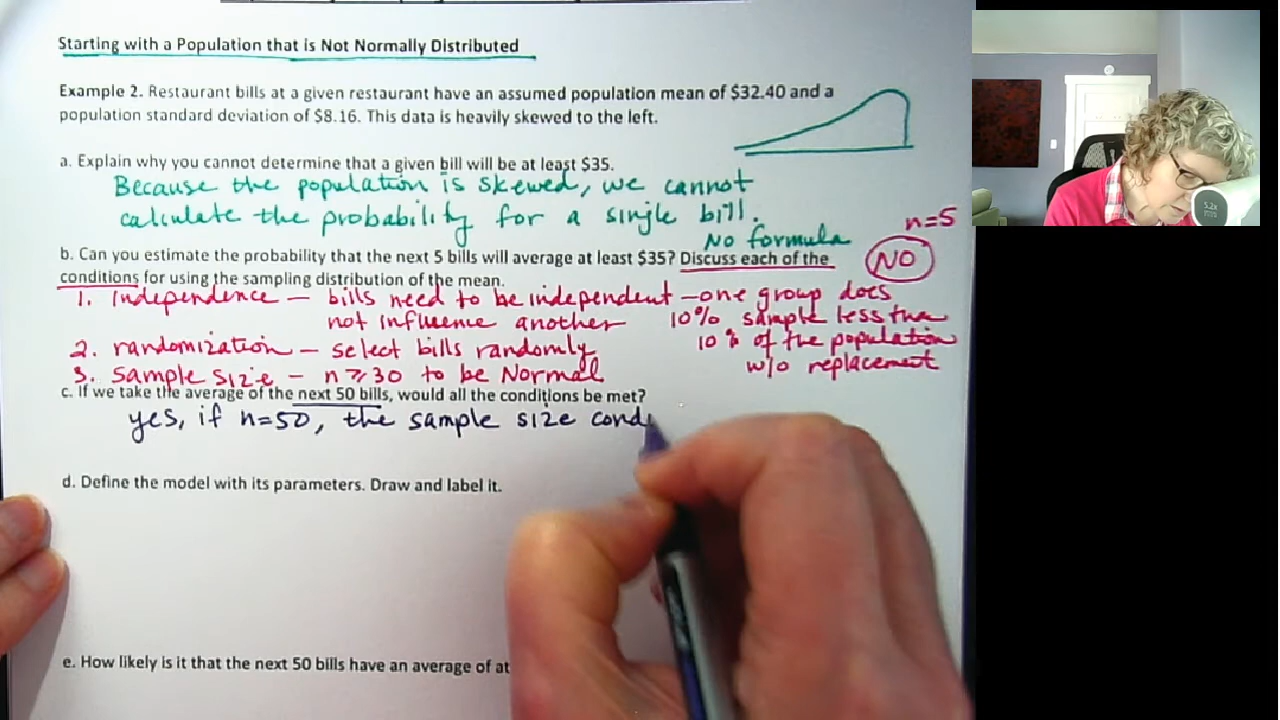 Starting with a Population that is Not Normally Distributed
Example 2. Restaurant bills at a given restaurant have an assumed population mean of $32.40 and a
population standard deviation of $8.16. This data is heavily skewed to the left.
a. Explain why you cannot determine that a given bill will be at least $35.
Because the population is skewed, we cannot
calculate the probability for a single bill.
No formula
n=5
b. Can you estimate the probability that the next 5 bills will average at least $35? Discuss each of the
NO
conditions for using the sampling distribution of the mean.
1. independence – bills need to be independent – one group does
not influence another
10% sample less than
10% of the population
w/o replacement
2. randomization – select bills randomly
3. sample size – n ≥ 30 to be Normal
c. If we take the average of the next 50 bills, would all the conditions be met?
yes, if n=50, the sample size cond
d. Define the model with its parameters. Draw and label it.
e. How likely is it that the next 50 bills have an average of at